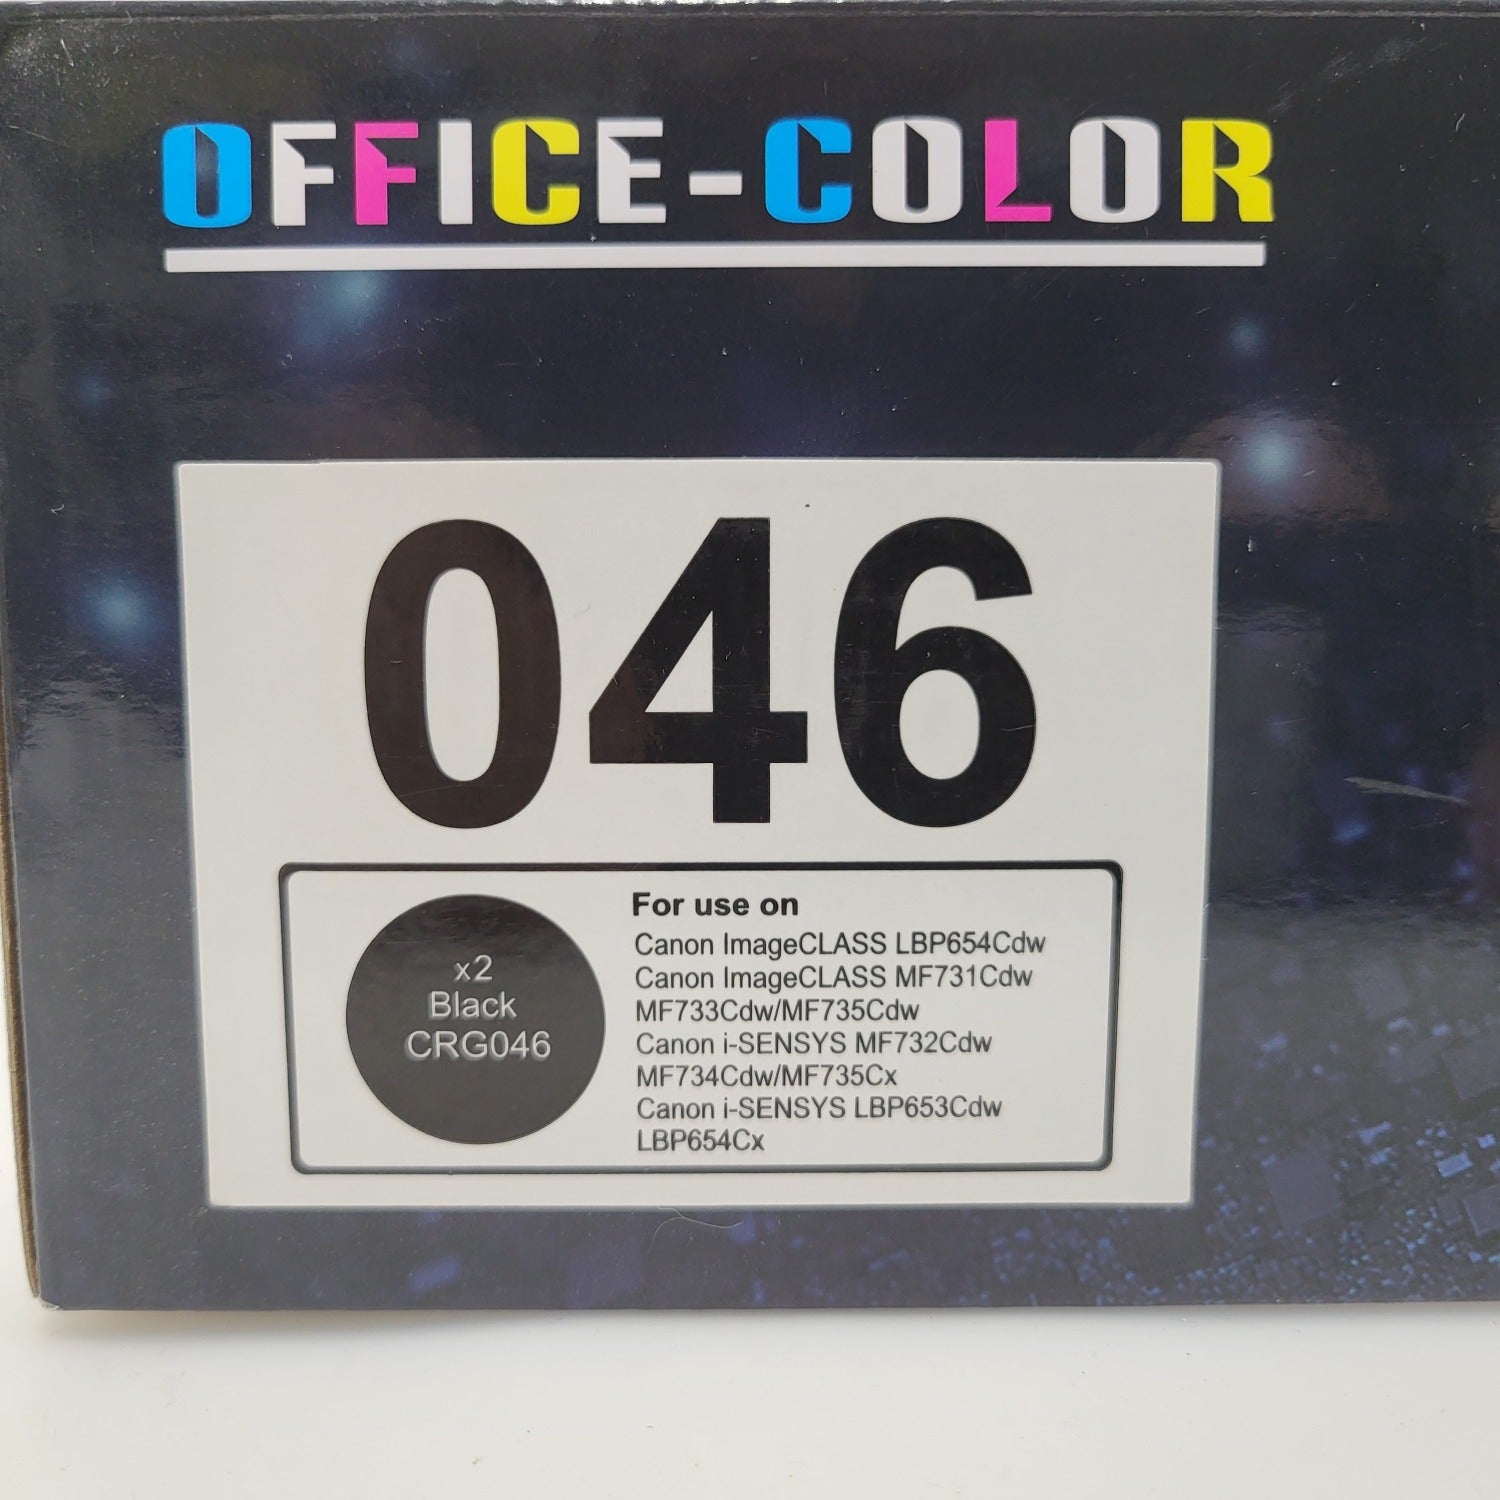 OFFICE-COLOR
046
x2
Black
CRG046
For use on
Canon ImageCLASS LBP654Cdw
Canon ImageCLASS MF731Cdw
MF733Cdw/MF735Cdw
Canon i-SENSYS MF732Cdw
MF734Cdw/MF735Cx
Canon i-SENSYS LBP653Cdw
LBP654Cx